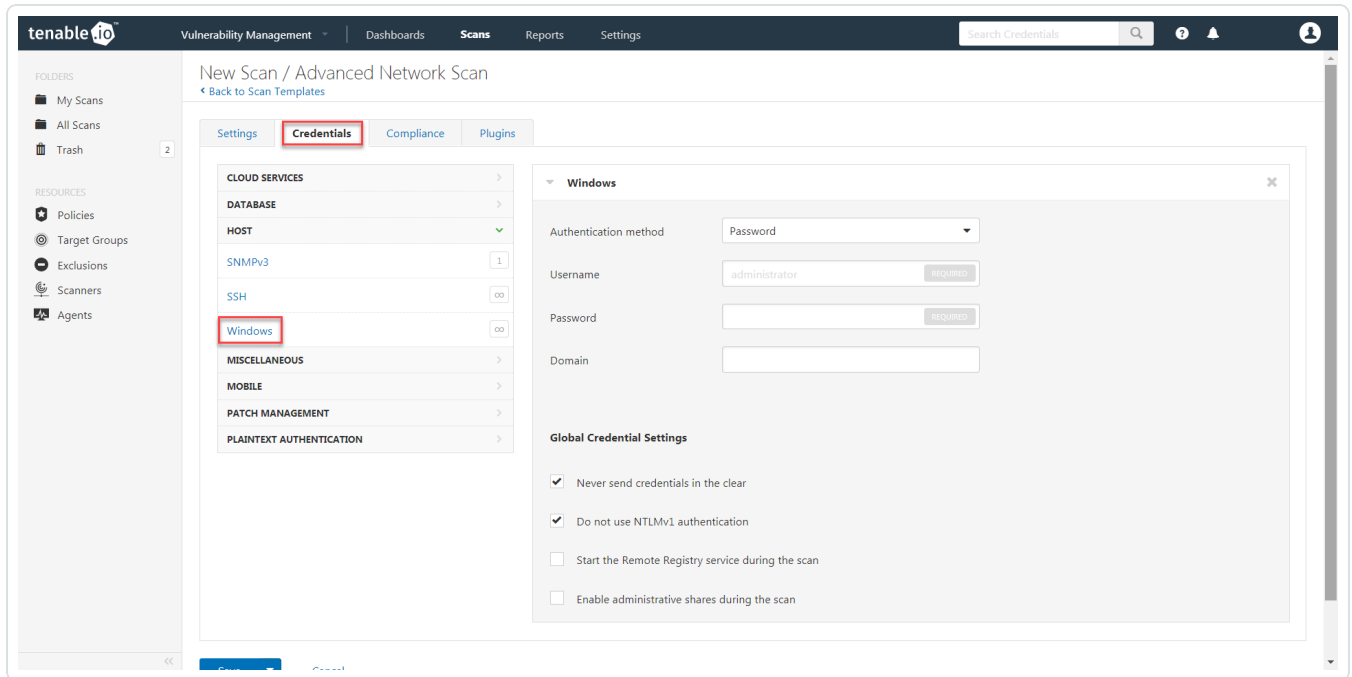 tenable.io™
Vulnerability Management
Dashboards
Scans
Reports
Settings
Search Credentials
FOLDERS
My Scans
All Scans
Trash
2
RESOURCES
Policies
Target Groups
Exclusions
Scanners
Agents
New Scan / Advanced Network Scan
Back to Scan Templates
Settings
Credentials
Compliance
Plugins
CLOUD SERVICES
DATABASE
HOST
SNMPv3
1
SSH
∞
Windows
∞
MISCELLANEOUS
MOBILE
PATCH MANAGEMENT
PLAINTEXT AUTHENTICATION
Windows
Authentication method
Password
Username
administrator
REQUIRED
Password
REQUIRED
Domain
Global Credential Settings
Never send credentials in the clear
Do not use NTLMv1 authentication
Start the Remote Registry service during the scan
Enable administrative shares during the scan
Save
Cancel